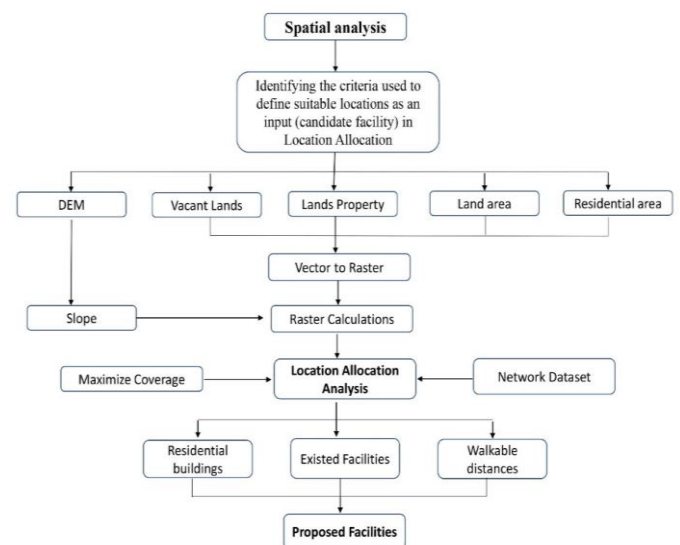 Spatial analysis
Identifying the criteria used to
define suitable locations as an
input (candidate facility) in
Location Allocation
DEM
Vacant Lands
Lands Property
Land area
Residential area
Vector to Raster
Slope
Raster Calculations
Maximize Coverage
Location Allocation
Analysis
Network Dataset
Residential
buildings
Existed Facilities
Walkable
distances
Proposed Facilities